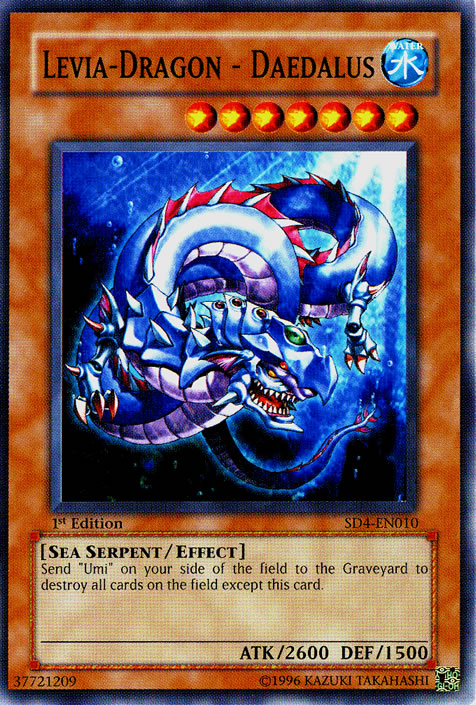 LEVIA-DRAGON - DAEDALUS
WATER
水
1st Edition
SD4-EN010
[SEA SERPENT/EFFECT]
Send "Umi" on your side of the field to the Graveyard to
destroy all cards on the field except this card.
ATK/2600 DEF/1500
37721209
©1996 KAZUKI TAKAHASHI